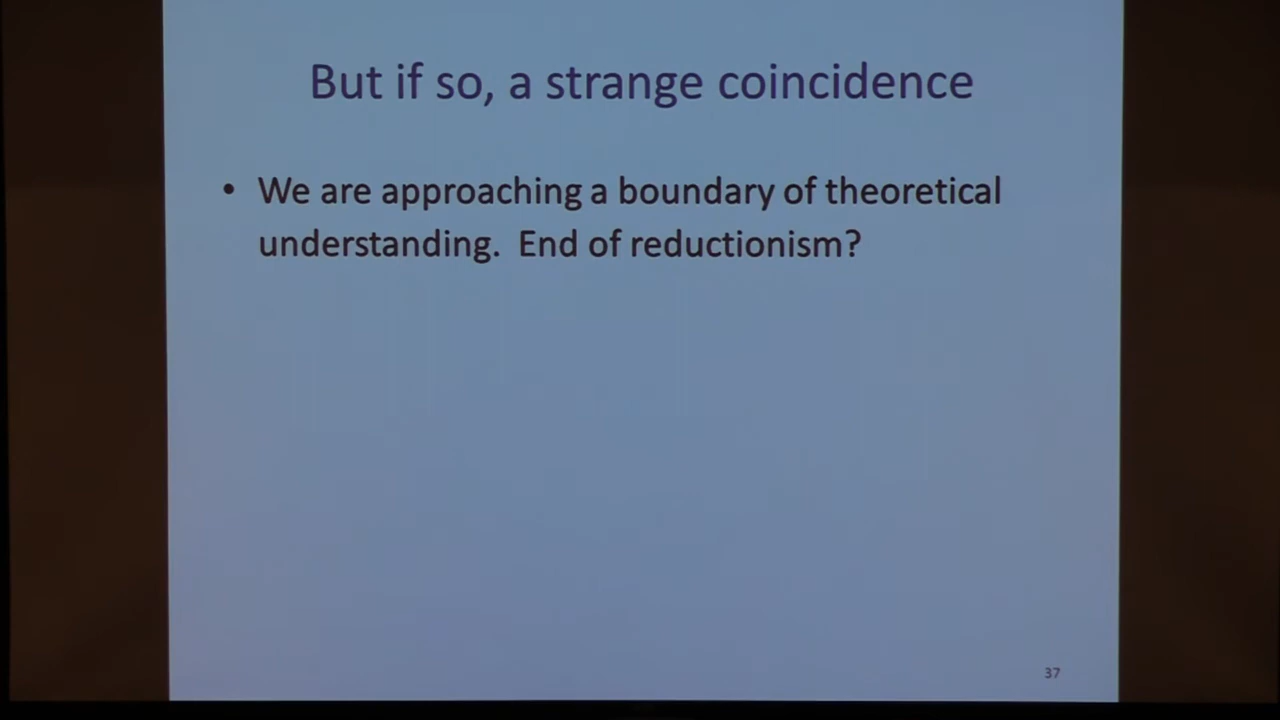 But if so, a strange coincidence
• We are approaching a boundary of theoretical
understanding. End of reductionism?
37